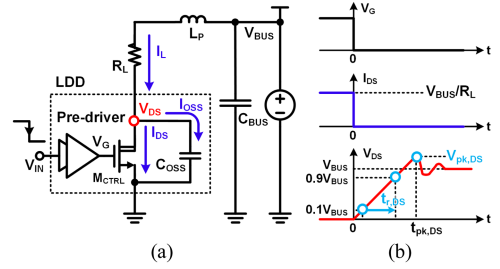 (a)
L_P
V_BUS
R_L
I_L
LDD
Pre-driver
V_DS
I_OSS
C_BUS
V_G
I_DS
V_IN
M_CTRL
C_OSS
V_G
0
t
I_DS
V_BUS/R_L
0
t
V_DS
V_pk,DS
V_BUS
0.9V_BUS
t_r,DS
0.1V_BUS
0
t_pk,DS
t
(b)